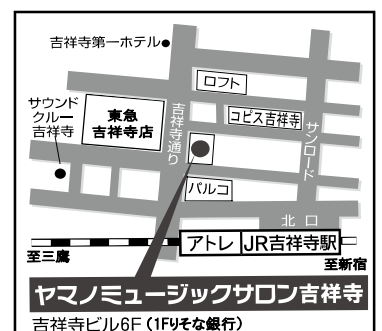 吉祥寺第一ホテル
ロフト
サウンド
クルー
吉祥寺
東急
吉祥寺店
吉祥寺通り
コピス吉祥寺
サンロード
パルコ
北口
アトレ
JR吉祥寺駅
至三鷹
至新宿
ヤマノミュージックサロン吉祥寺
吉祥寺ビル6F(1Fりそな銀行)